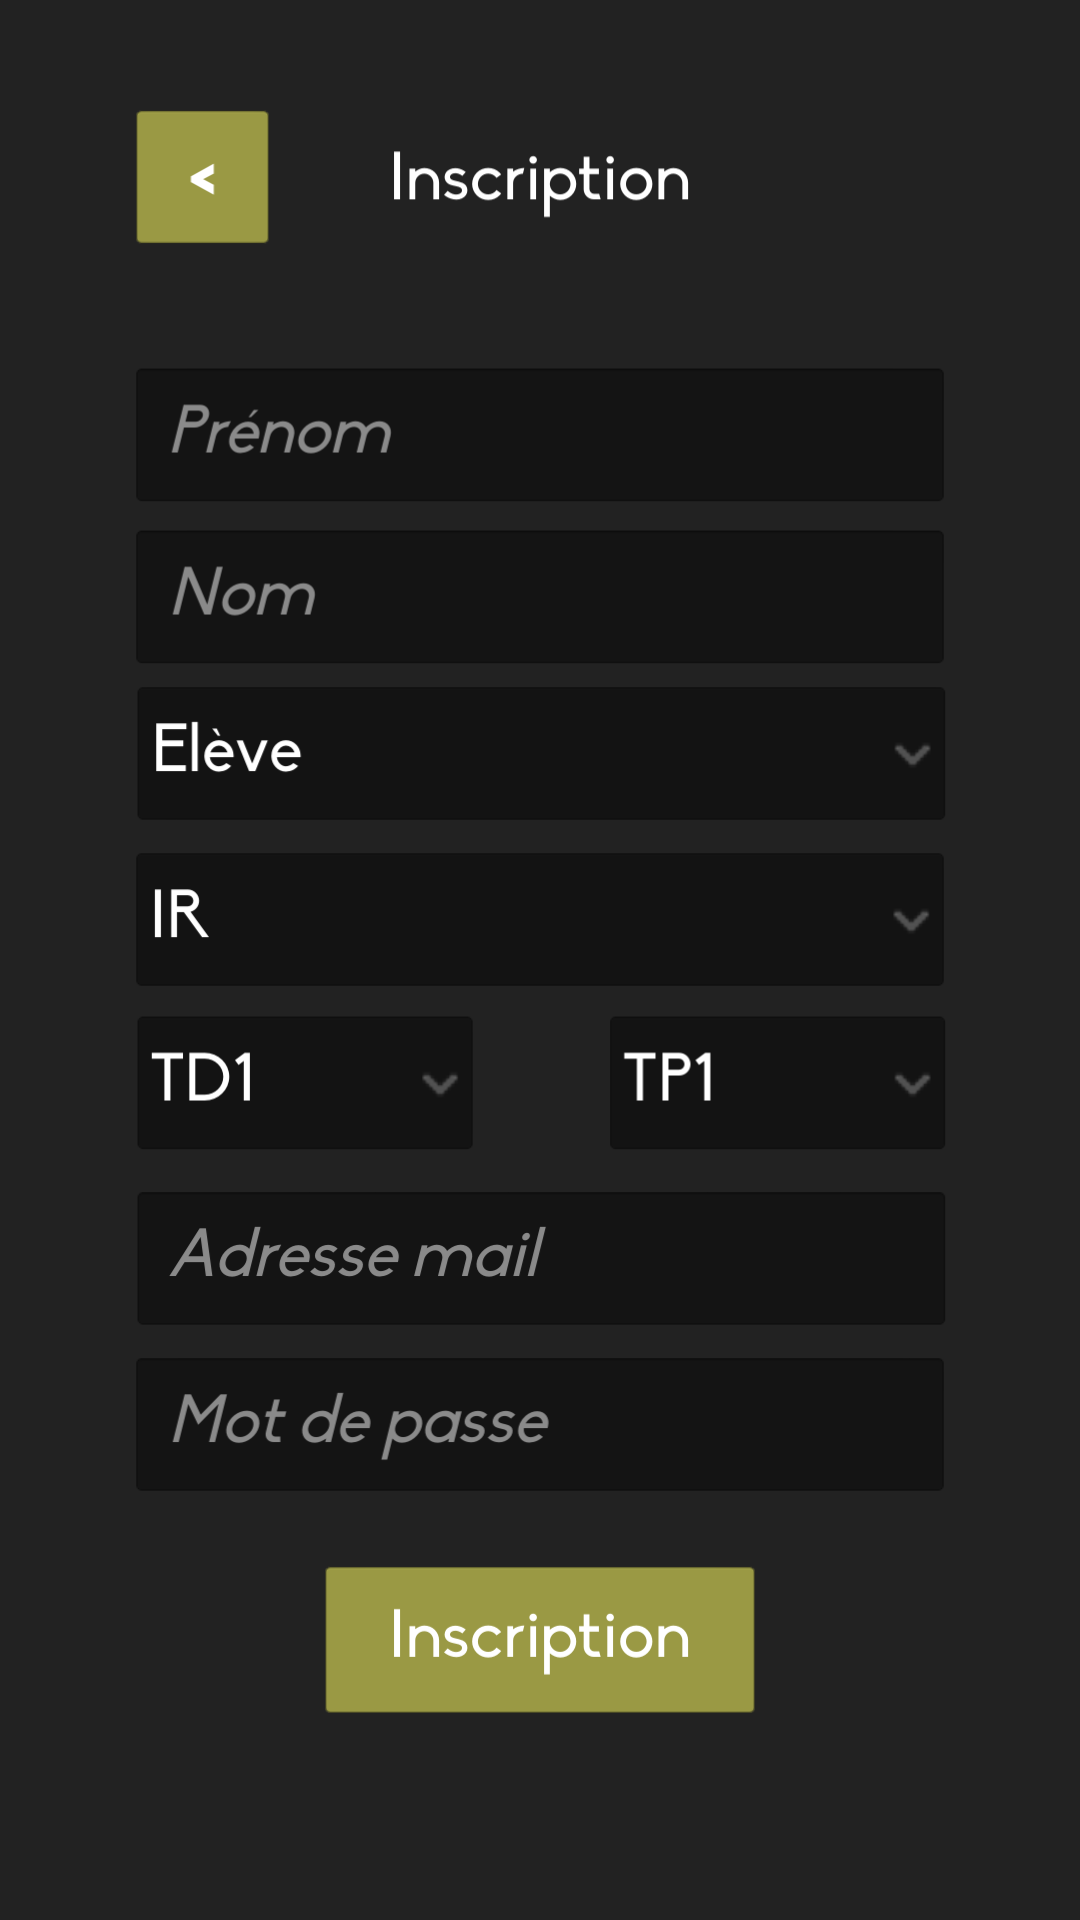 < Inscription
Prénom
Nom
Elève
IR
TD1 TP1
Adresse mail
Mot de passe
Inscription